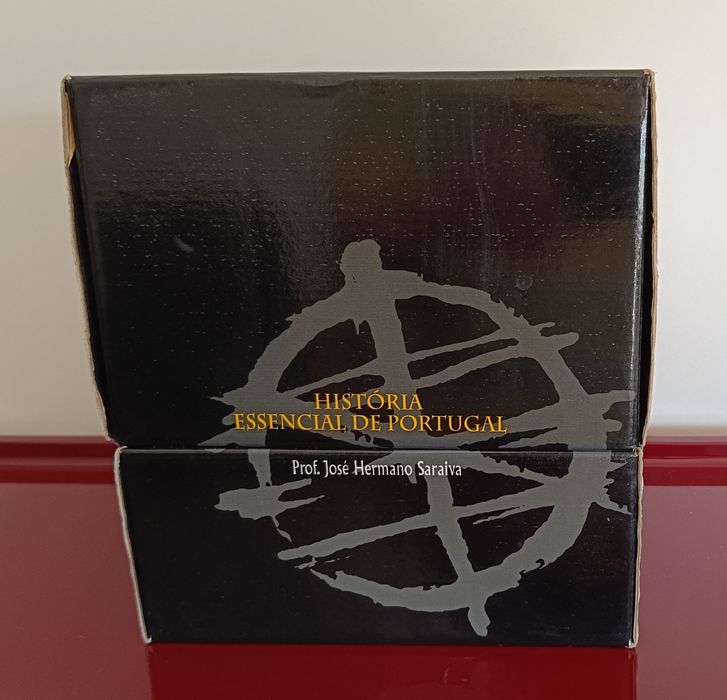 HISTÓRIA
ESSENCIAL DE PORTUGAL
Prof. José Hermano Saraiva